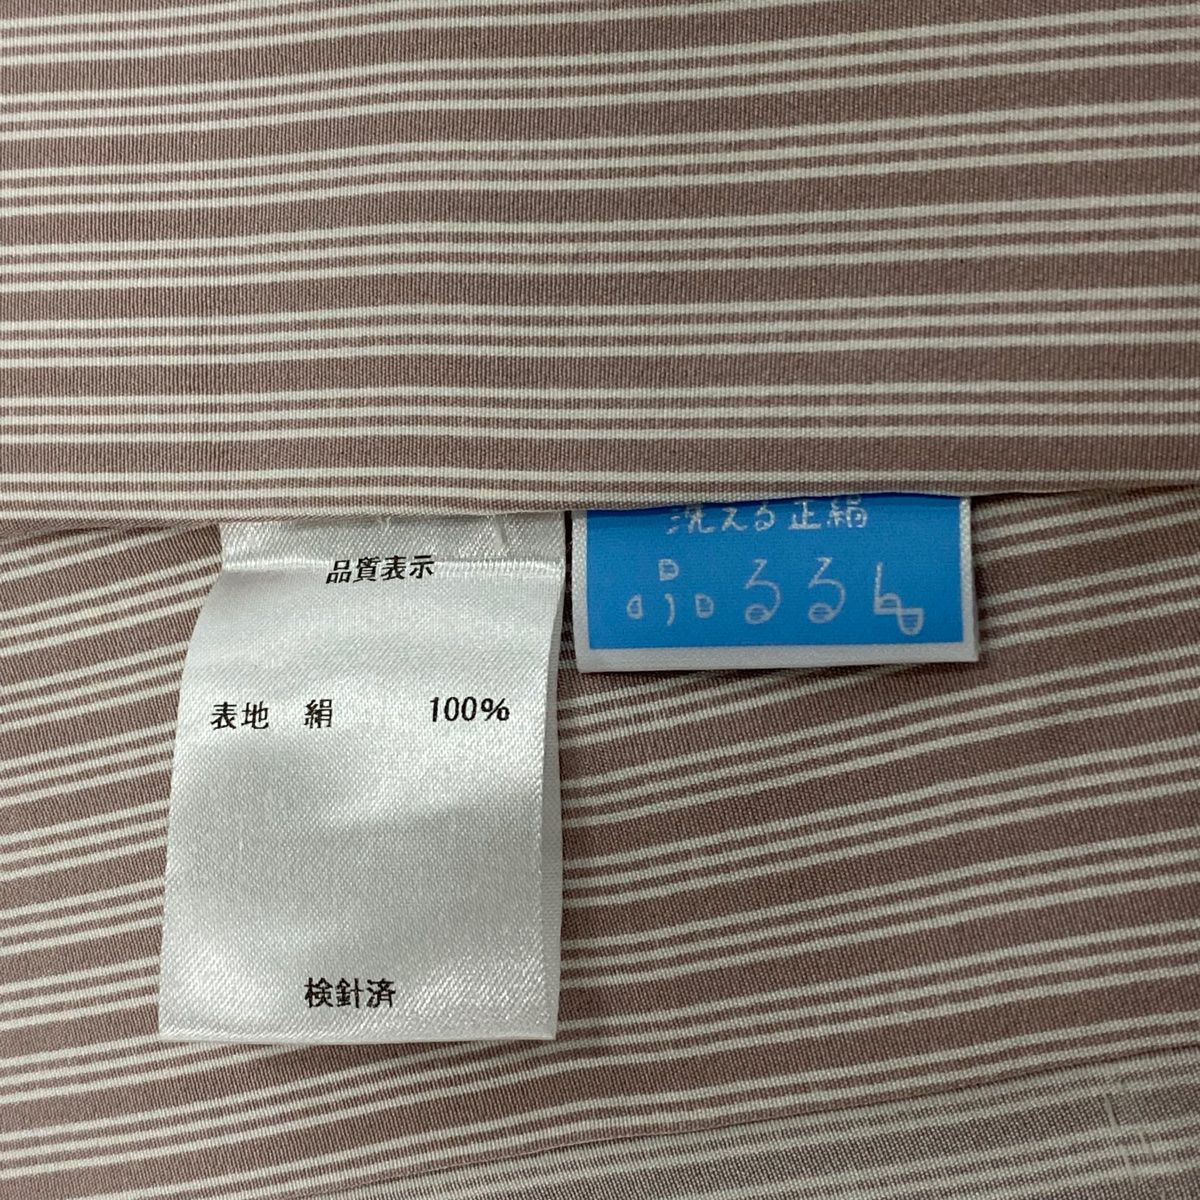 品質表示
表地 絹 100%
検針済
洗える正絹
ぷるるん